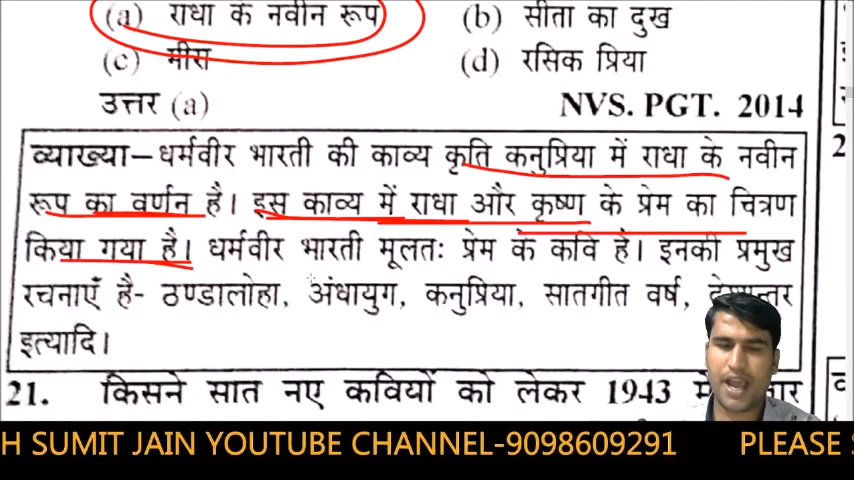 (a) राधा के नवीन रूप (b) सीता का दुख
(c) मीरा (d) रसिक प्रिया
उत्तर (a) NVS. PGT. 2014
व्याख्या–धर्मवीर भारती की काव्य कृति कनुप्रिया में राधा के नवीन
रूप का वर्णन है। इस काव्य में राधा और कृष्ण के प्रेम का चित्रण
किया गया है। धर्मवीर भारती मूलतः प्रेम के कवि हैं। इनकी प्रमुख
रचनाएँ है- ठण्डालोहा, अंधायुग, कनुप्रिया, सातगीत वर्ष,
इत्यादि।
21. किसने सात नए कवियों को लेकर 1943 में
H SUMIT JAIN YOUTUBE CHANNEL-9098609291 PLEASE S